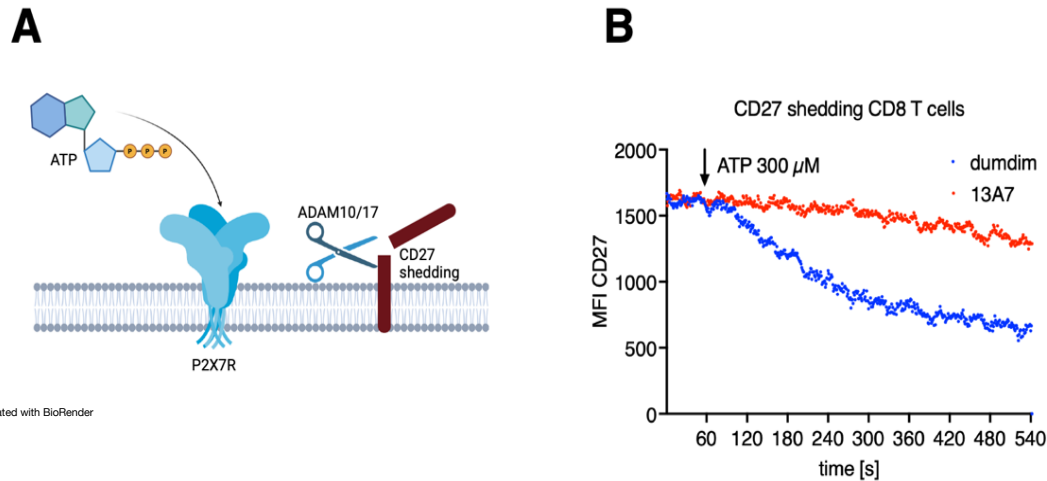 A
ATP
P P P
ADAM10/17
CD27
shedding
P2X7R
ated with BioRender
B
CD27 shedding CD8 T cells
ATP 300 µM
dumdim
13A7
MFI CD27
2000
1500
1000
500
0
60 120 180 240 300 360 420 480 540
time [s]